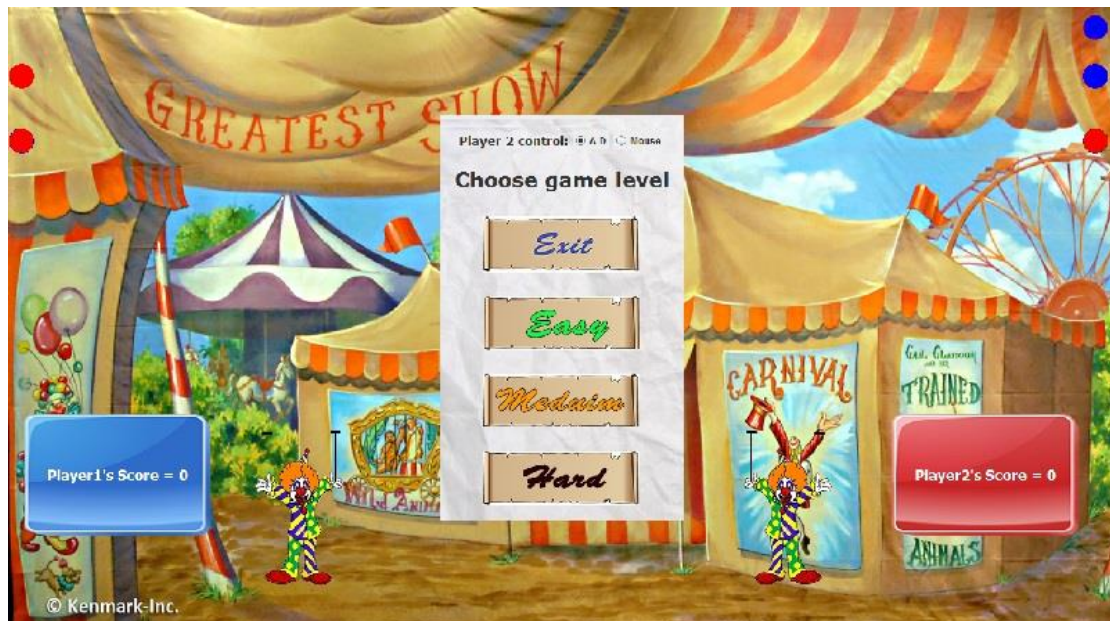 GREATEST SHOW
Player 2 control: A D Mouse
Choose game level
Exit
Easy
Meduim
Hard
CARNIVAL
TRAINED
ANIMALS
Player1's Score = 0
Player2's Score = 0
© Kenmark-Inc.